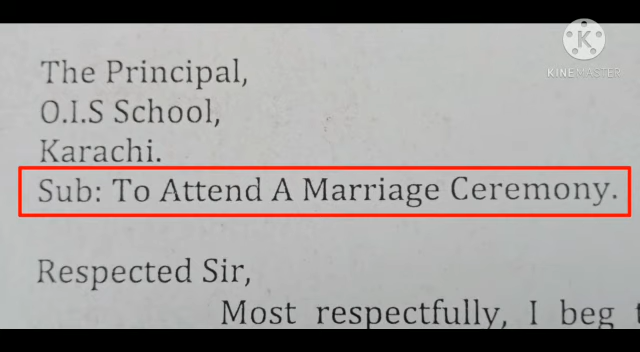 KINEMASTER
The Principal,
O.I.S School,
Karachi.
Sub: To Attend A Marriage Ceremony.
Respected Sir,
Most respectfully, I beg